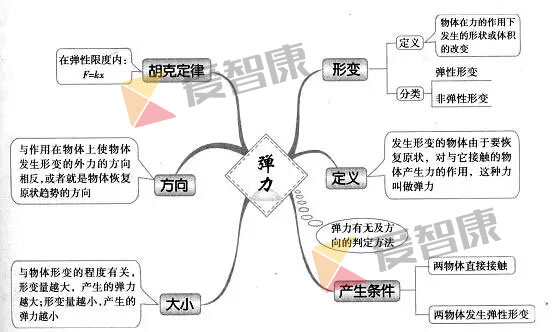 在弹性限度内：
F=kx
胡克定律
形变
定义
物体在力的作用下
发生的形状或体积
的改变
分类
弹性形变
非弹性形变
爱智康
与作用在物体上使物体
发生形变的外力的方向
相反，或者就是物体恢复
原状趋势的方向
方向
弹力
定义
发生形变的物体由于要恢
复原状，对与它接触的物
体产生力的作用，这种力
叫做弹力
弹力有无及方
向的判定方法
与物体形变的程度有关，
形变量越大，产生的弹力
越大；形变量越小，产生的
弹力越小
大小
产生条件
两物体直接接触
两物体发生弹性形变
爱智康